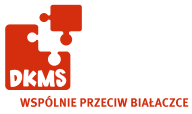 DKMS
WSPÓLNIE PRZECIW BIAŁACZCE